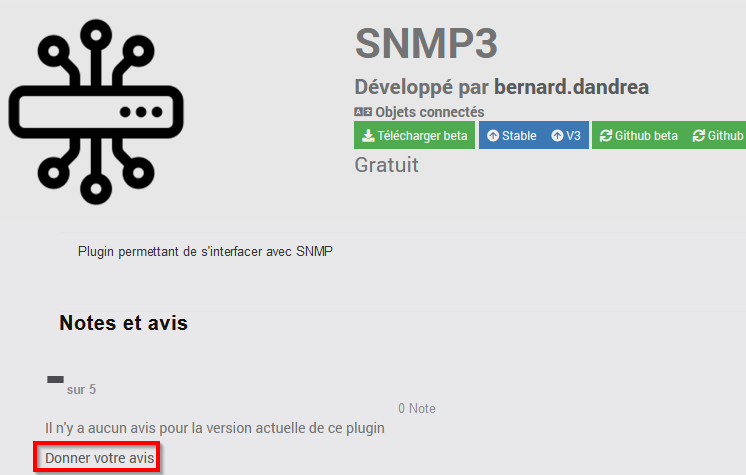 SNMP3
Développé par bernard.dandrea
Objets connectés
Télécharger beta Stable V3 Github beta Github
Gratuit
Plugin permettant de s'interfacer avec SNMP
Notes et avis
- sur 5
0 Note
Il n'y a aucun avis pour la version actuelle de ce plugin
Donner votre avis